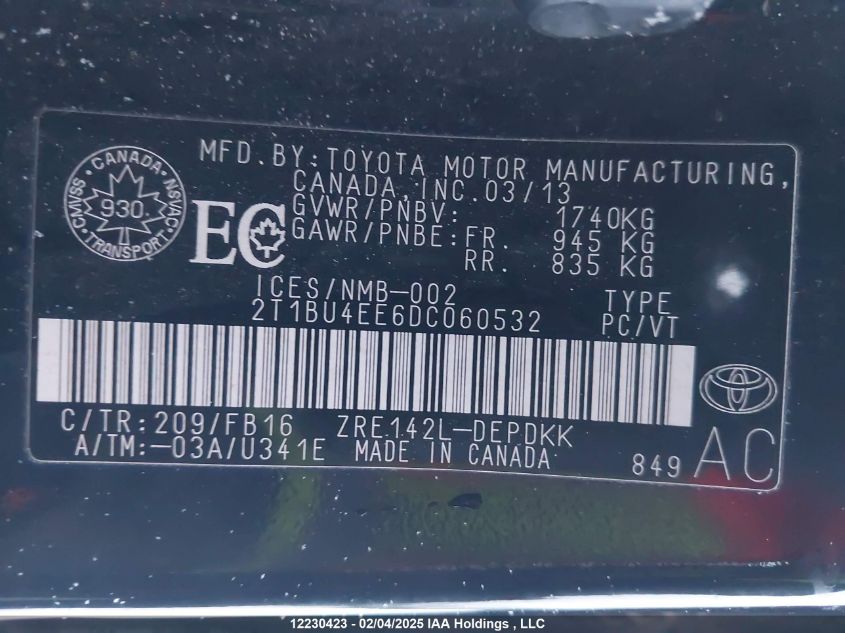 MFD.BY:TOYOTA MOTOR MANUFACTURING,
CANADA,INC.03/13
GVWR/PNBV: 1740KG
GAWR/PNBE:FR. 945 KG
RR. 835 KG
CANADA
CMVSS
930
NSVAC
TRANSPORT
EC
ICES/NMB-002
2T1BU4EE6DC060532
TYPE
PC/VT
C/TR:209/FB16 ZRE142L-DEPDKK
A/TM:-03A/U341E MADE IN CANADA
849 AC
12230423 - 02/04/2025 IAA Holdings , LLC